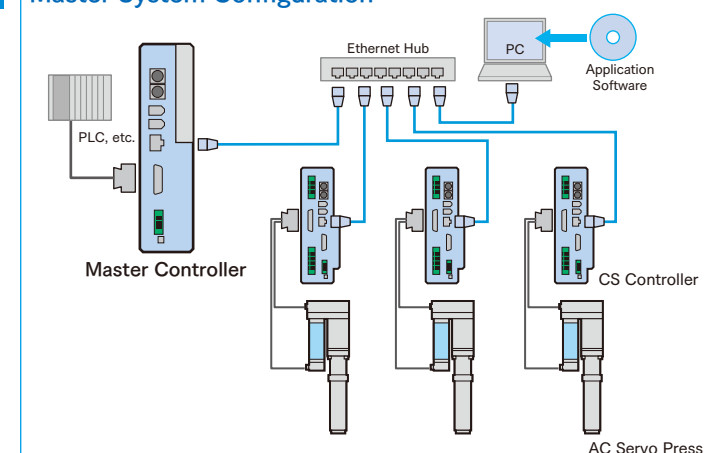 Master System Configuration
Ethernet Hub
PC
Application
Software
PLC, etc.
Master Controller
CS Controller
AC Servo Press